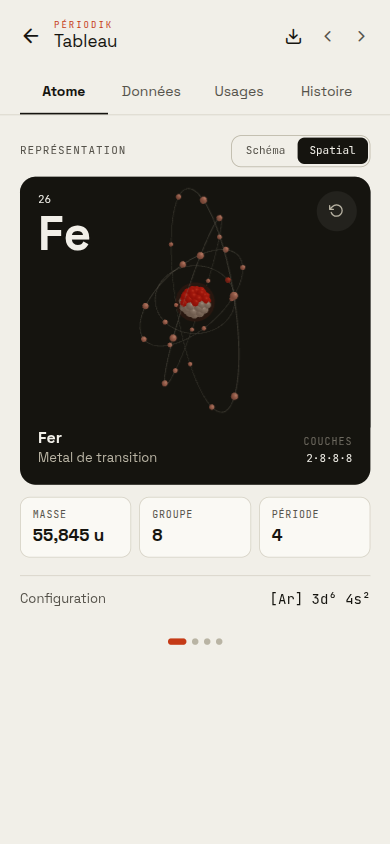 PÉRIODIK
Tableau
Atome
Données
Usages
Histoire
REPRÉSENTATION
Schéma
Spatial
26
Fe
Fer
Metal de transition
COUCHES
2·8·8·8
MASSE
55,845 u
GROUPE
8
PÉRIODE
4
Configuration
[Ar] 3d⁶ 4s²